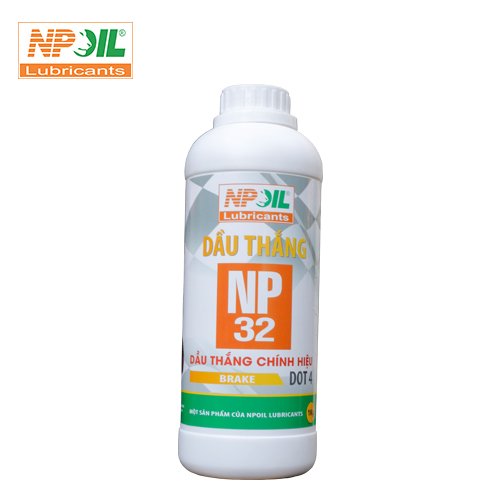 NPOIL
Lubricants
NPOIL
Lubricants
DẦU THẮNG
NP
32
DẦU THẮNG CHÍNH HIỆU
BRAKE DOT 4
MỘT SẢN PHẨM CỦA NPOIL LUBRICANTS